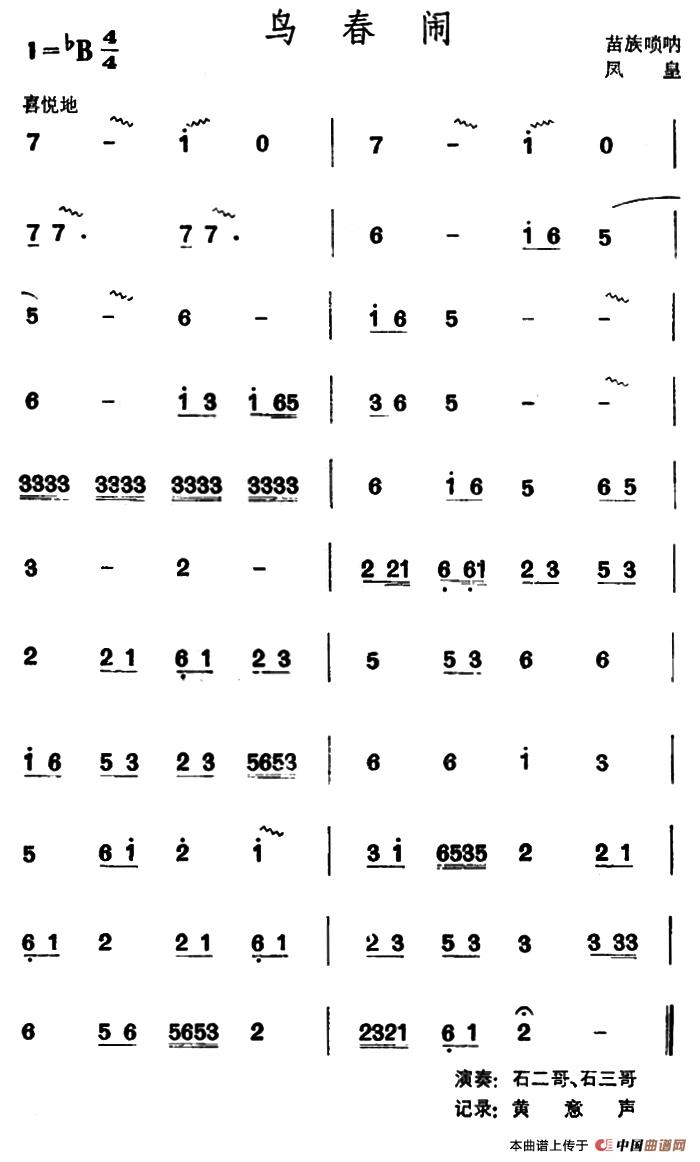 鸟 春 闹
1=♭B 4/4
苗族唢呐
凤 皇
喜悦地
7 - i 0 | 7 - i 0 |
7 7. 7 7. | 6 - i 6 5 |
5 - 6 - | i 6 5 - - |
6 - i 3 i 65 | 3 6 5 - - |
3333 3333 3333 3333 | 6 i 6 5 6 5 |
3 - 2 - | 2 21 6̣ 6̣1 2 3 5 3 |
2 2 1 6̣ 1 2 3 | 5 5 3 6 6 |
i 6 5 3 2 3 5653 | 6 6 i 3 |
5 6 i 2̇ i | 3 i 6535 2 2 1 |
6̣ 1 2 2 1 6̣ 1 | 2 3 5 3 3 3 33 |
6 5 6 5653 2 | 2321 6̣ 1 2 - ‖
演奏：石二哥、石三哥
记录：黄 意 声
本曲谱上传于 中国曲谱网